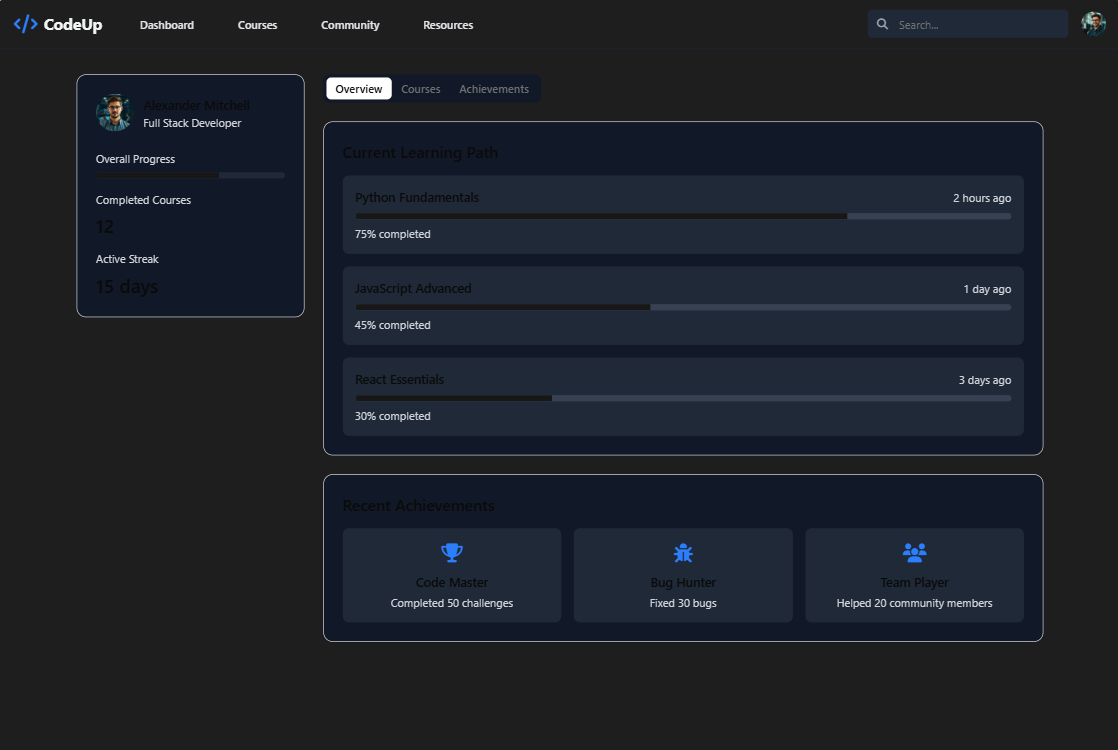 CodeUp
Dashboard
Courses
Community
Resources
Search...
Alexander Mitchell
Full Stack Developer
Overall Progress
Completed Courses
12
Active Streak
15 days
Overview
Courses
Achievements
Current Learning Path
Python Fundamentals
2 hours ago
75% completed
JavaScript Advanced
1 day ago
45% completed
React Essentials
3 days ago
30% completed
Recent Achievements
Code Master
Completed 50 challenges
Bug Hunter
Fixed 30 bugs
Team Player
Helped 20 community members